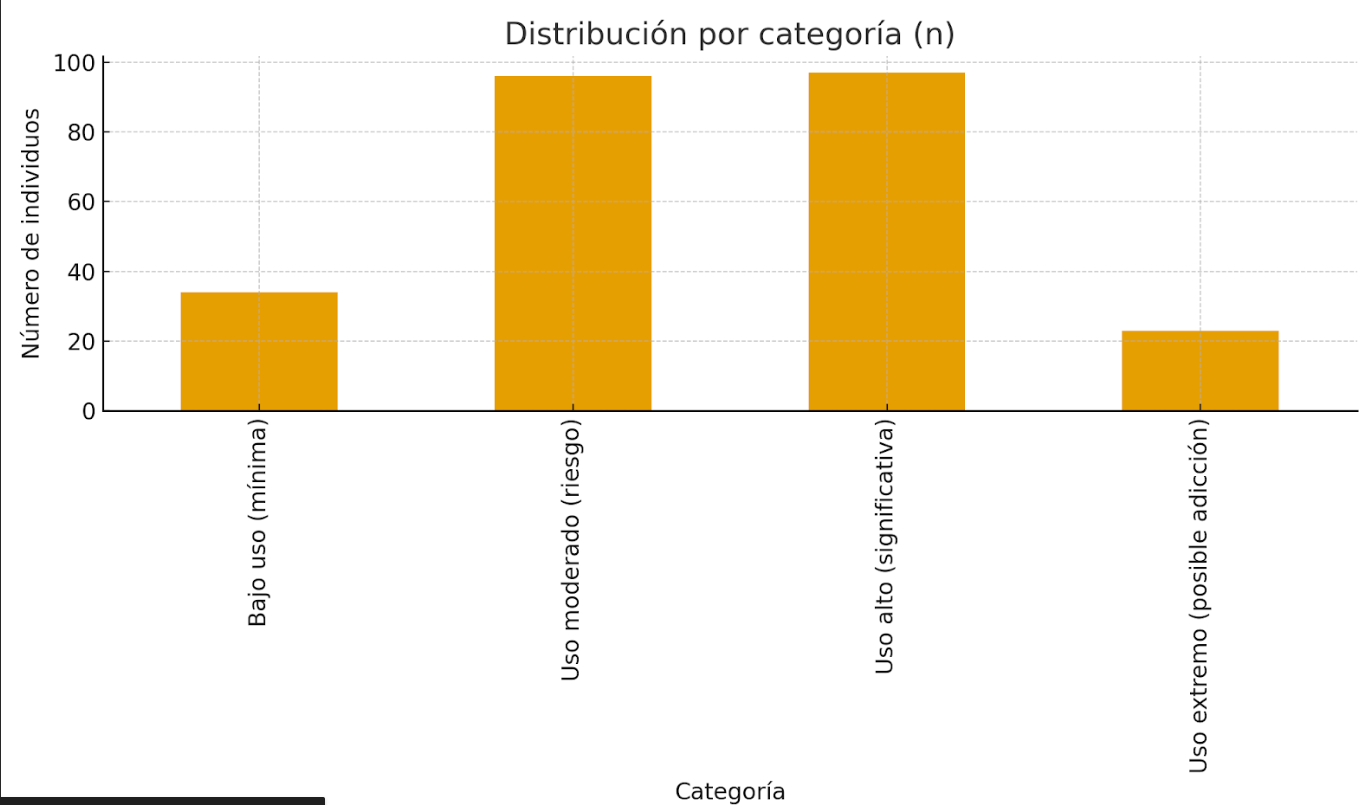 Distribución por categoría (n)
Número de individuos
100
80
60
40
20
0
Bajo uso (mínima)
Uso moderado (riesgo)
Uso alto (significativa)
Uso extremo (posible adicción)
Categoría